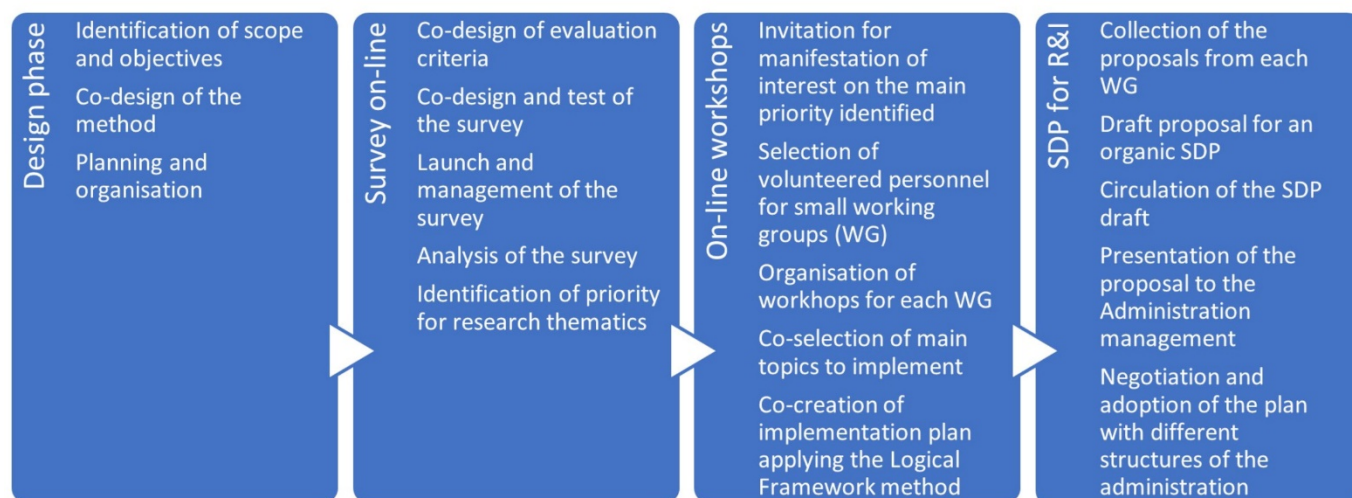 Design phase
Identification of scope
and objectives
Co-design of the
method
Planning and
organisation
Survey on-line
Co-design of evaluation
criteria
Co-design and test of
the survey
Launch and
management of the
survey
Analysis of the survey
Identification of priority
for research thematics
On-line workshops
Invitation for
manifestation of
interest on the main
priority identified
Selection of
volunteered personnel
for small working
groups (WG)
Organisation of
workhops for each WG
Co-selection of main
topics to implement
Co-creation of
implementation plan
applying the Logical
Framework method
SDP for R&I
Collection of the
proposals from each
WG
Draft proposal for an
organic SDP
Circulation of the SDP
draft
Presentation of the
proposal to the
Administration
management
Negotiation and
adoption of the plan
with different
structures of the
administration